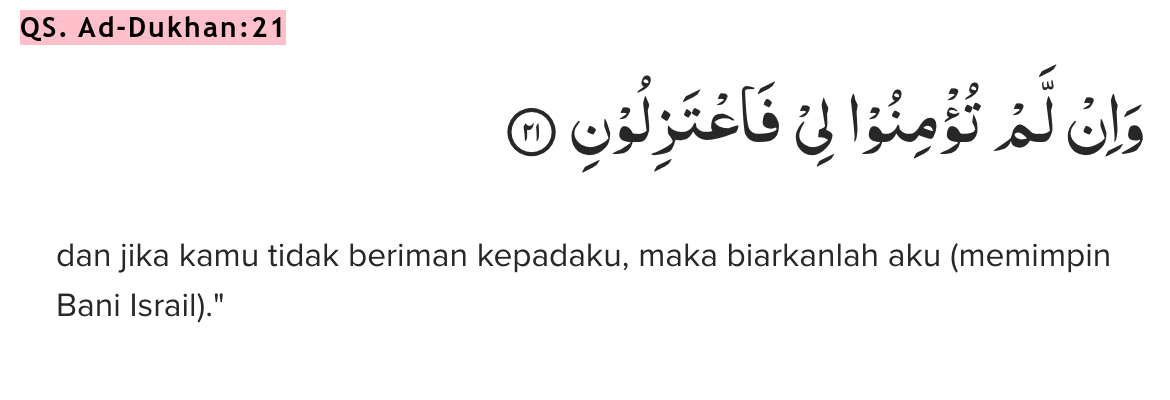 QS. Ad-Dukhan:21
وَاِنْ لَّمْ تُؤْمِنُوْا لِيْ فَاعْتَزِلُوْنِ ۝٢١
dan jika kamu tidak beriman kepadaku, maka biarkanlah aku (memimpin
Bani Israil)."